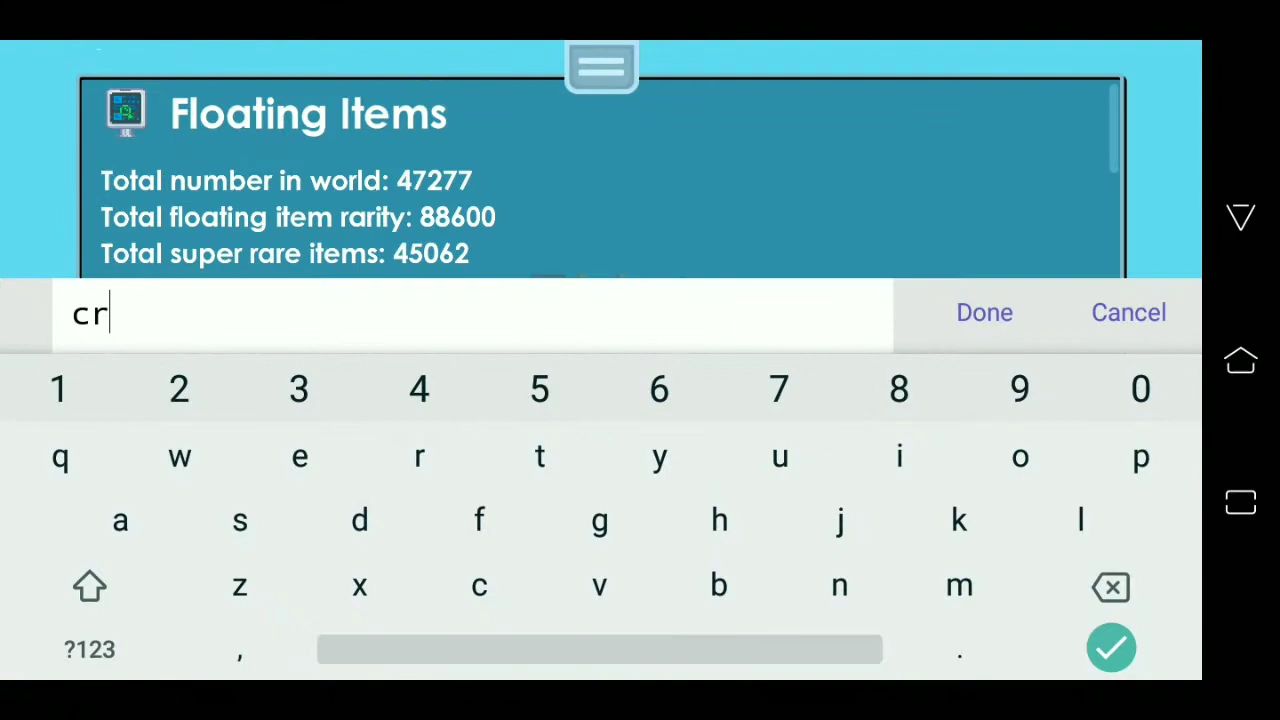 Floating Items
Total number in world: 47277
Total floating item rarity: 88600
Total super rare items: 45062
cr
Done
Cancel
1 2 3 4 5 6 7 8 9 0
q w e r t y u i o p
a s d f g h j k l
z x c v b n m
?123 , .